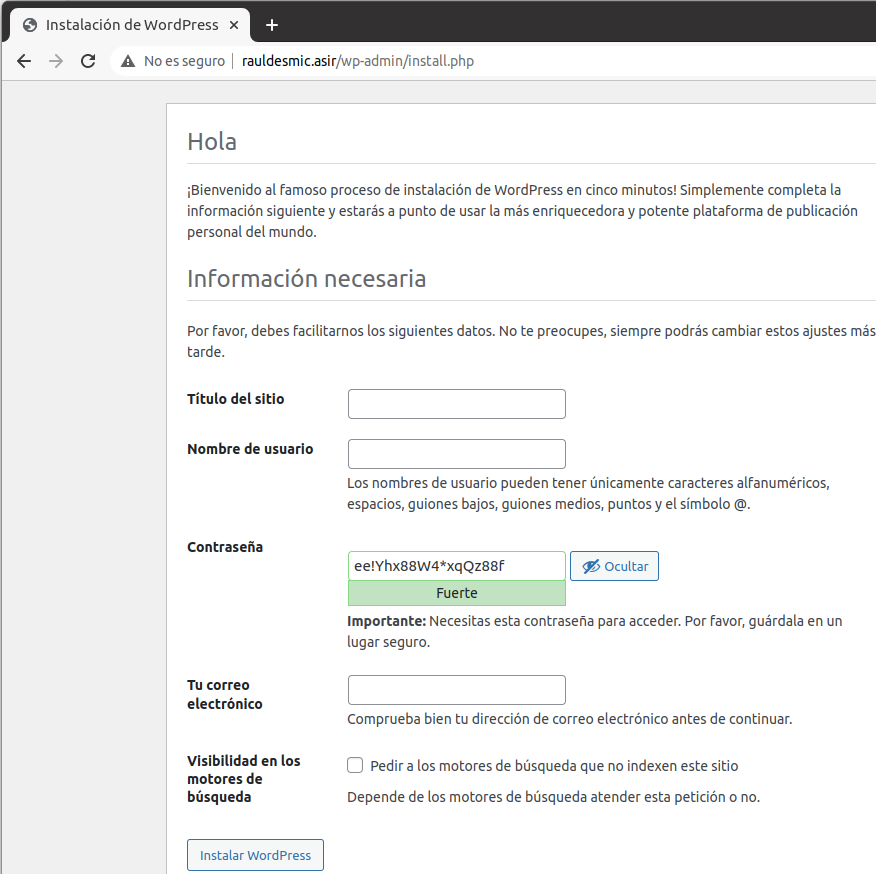 Instalación de WordPress
No es seguro | rauldesmic.asir/wp-admin/install.php
Hola
¡Bienvenido al famoso proceso de instalación de WordPress en cinco minutos! Simplemente completa la
información siguiente y estarás a punto de usar la más enriquecedora y potente plataforma de publicación
personal del mundo.
Información necesaria
Por favor, debes facilitarnos los siguientes datos. No te preocupes, siempre podrás cambiar estos ajustes más
tarde.
Título del sitio
Nombre de usuario
Los nombres de usuario pueden tener únicamente caracteres alfanuméricos,
espacios, guiones bajos, guiones medios, puntos y el símbolo @.
Contraseña
ee!Yhx88W4*xqQz88f
Ocultar
Fuerte
Importante: Necesitas esta contraseña para acceder. Por favor, guárdala en un
lugar seguro.
Tu correo
electrónico
Comprueba bien tu dirección de correo electrónico antes de continuar.
Visibilidad en los
motores de
búsqueda
Pedir a los motores de búsqueda que no indexen este sitio
Depende de los motores de búsqueda atender esta petición o no.
Instalar WordPress